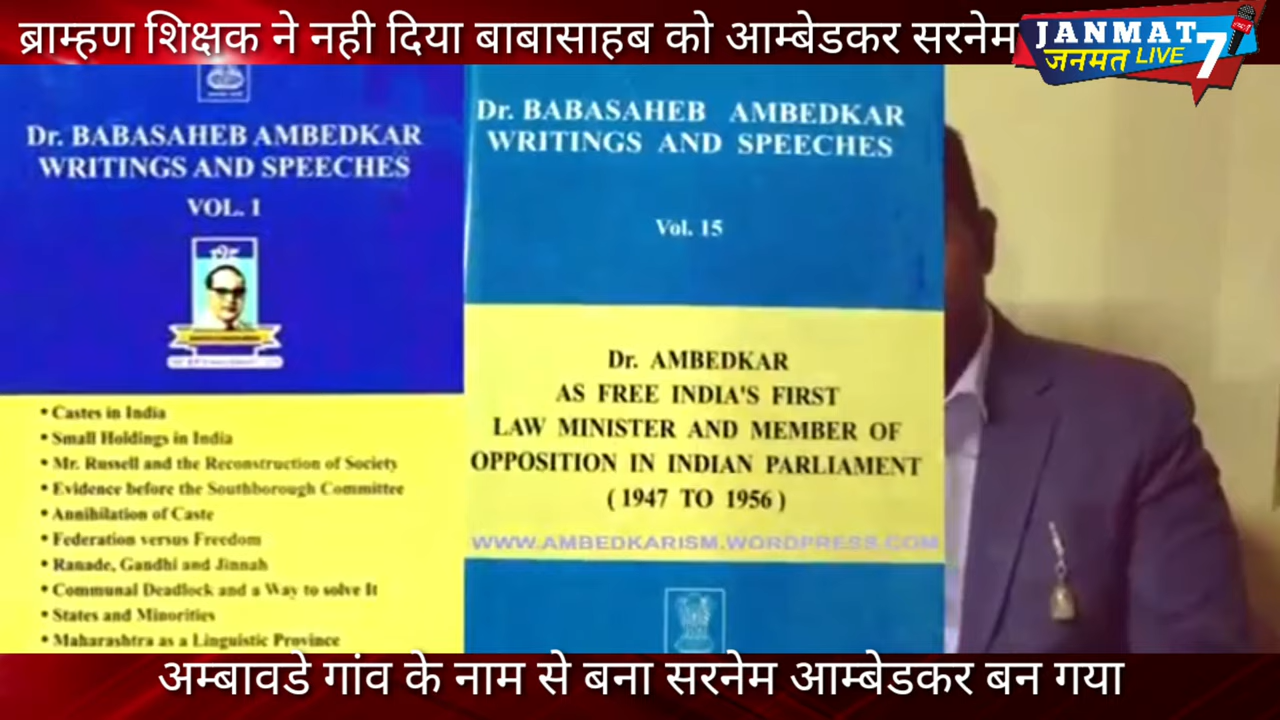 ब्राम्हण शिक्षक ने नही दिया बाबासाहब को आम्बेडकर सरनेम
JANMAT
जनमत LIVE 7
Dr. BABASAHEB AMBEDKAR
WRITINGS AND SPEECHES
VOL. 1
• Castes in India
• Small Holdings in India
• Mr. Russell and the Reconstruction of Society
• Evidence before the Southborough Committee
• Annihilation of Caste
• Federation versus Freedom
• Ranade, Gandhi and Jinnah
• Communal Deadlock and a Way to solve It
• States and Minorities
• Maharashtra as a Linguistic Province
Dr. BABASAHEB AMBEDKAR
WRITINGS AND SPEECHES
Vol. 15
Dr. AMBEDKAR
AS FREE INDIA'S FIRST
LAW MINISTER AND MEMBER OF
OPPOSITION IN INDIAN PARLIAMENT
( 1947 TO 1956 )
WWW.AMBEDKARISM.WORDPRESS.COM
अम्बावडे गांव के नाम से बना सरनेम आम्बेडकर बन गया